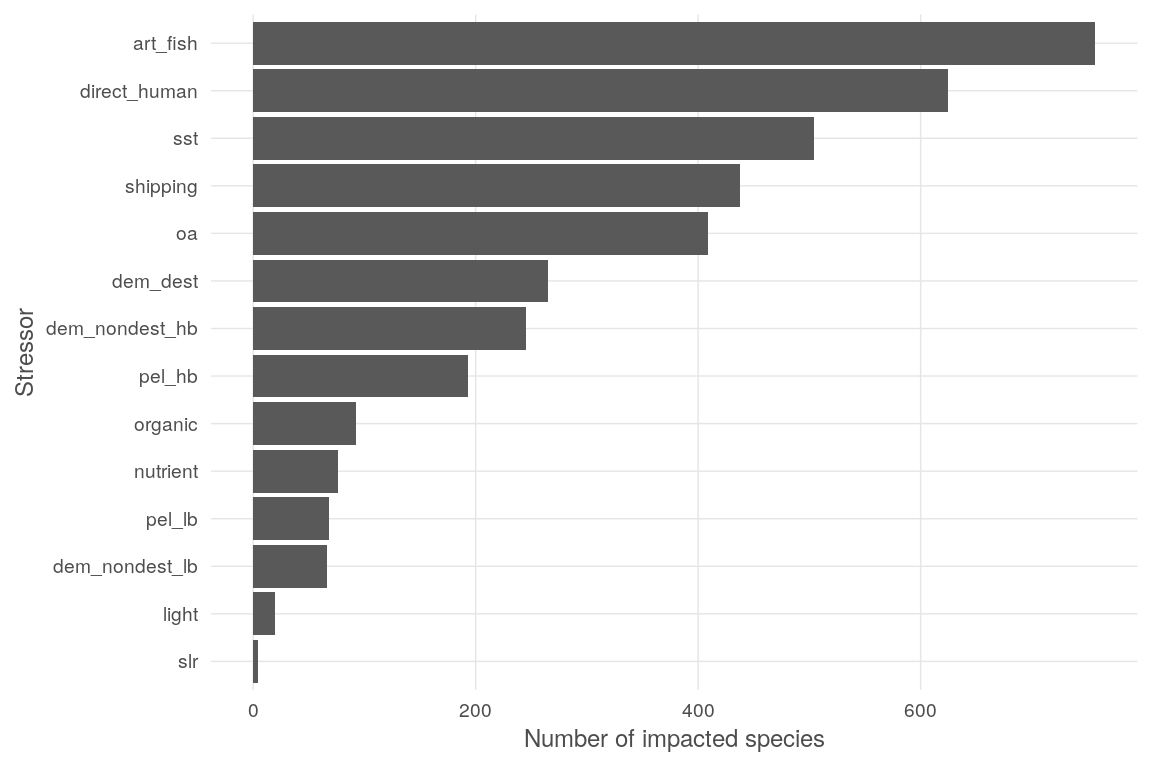 art_fish
direct_human
sst
shipping
oa
dem_dest
dem_nondest_hb
pel_hb
organic
nutrient
pel_lb
dem_nondest_lb
light
slr
Stressor
0 200 400 600
Number of impacted species